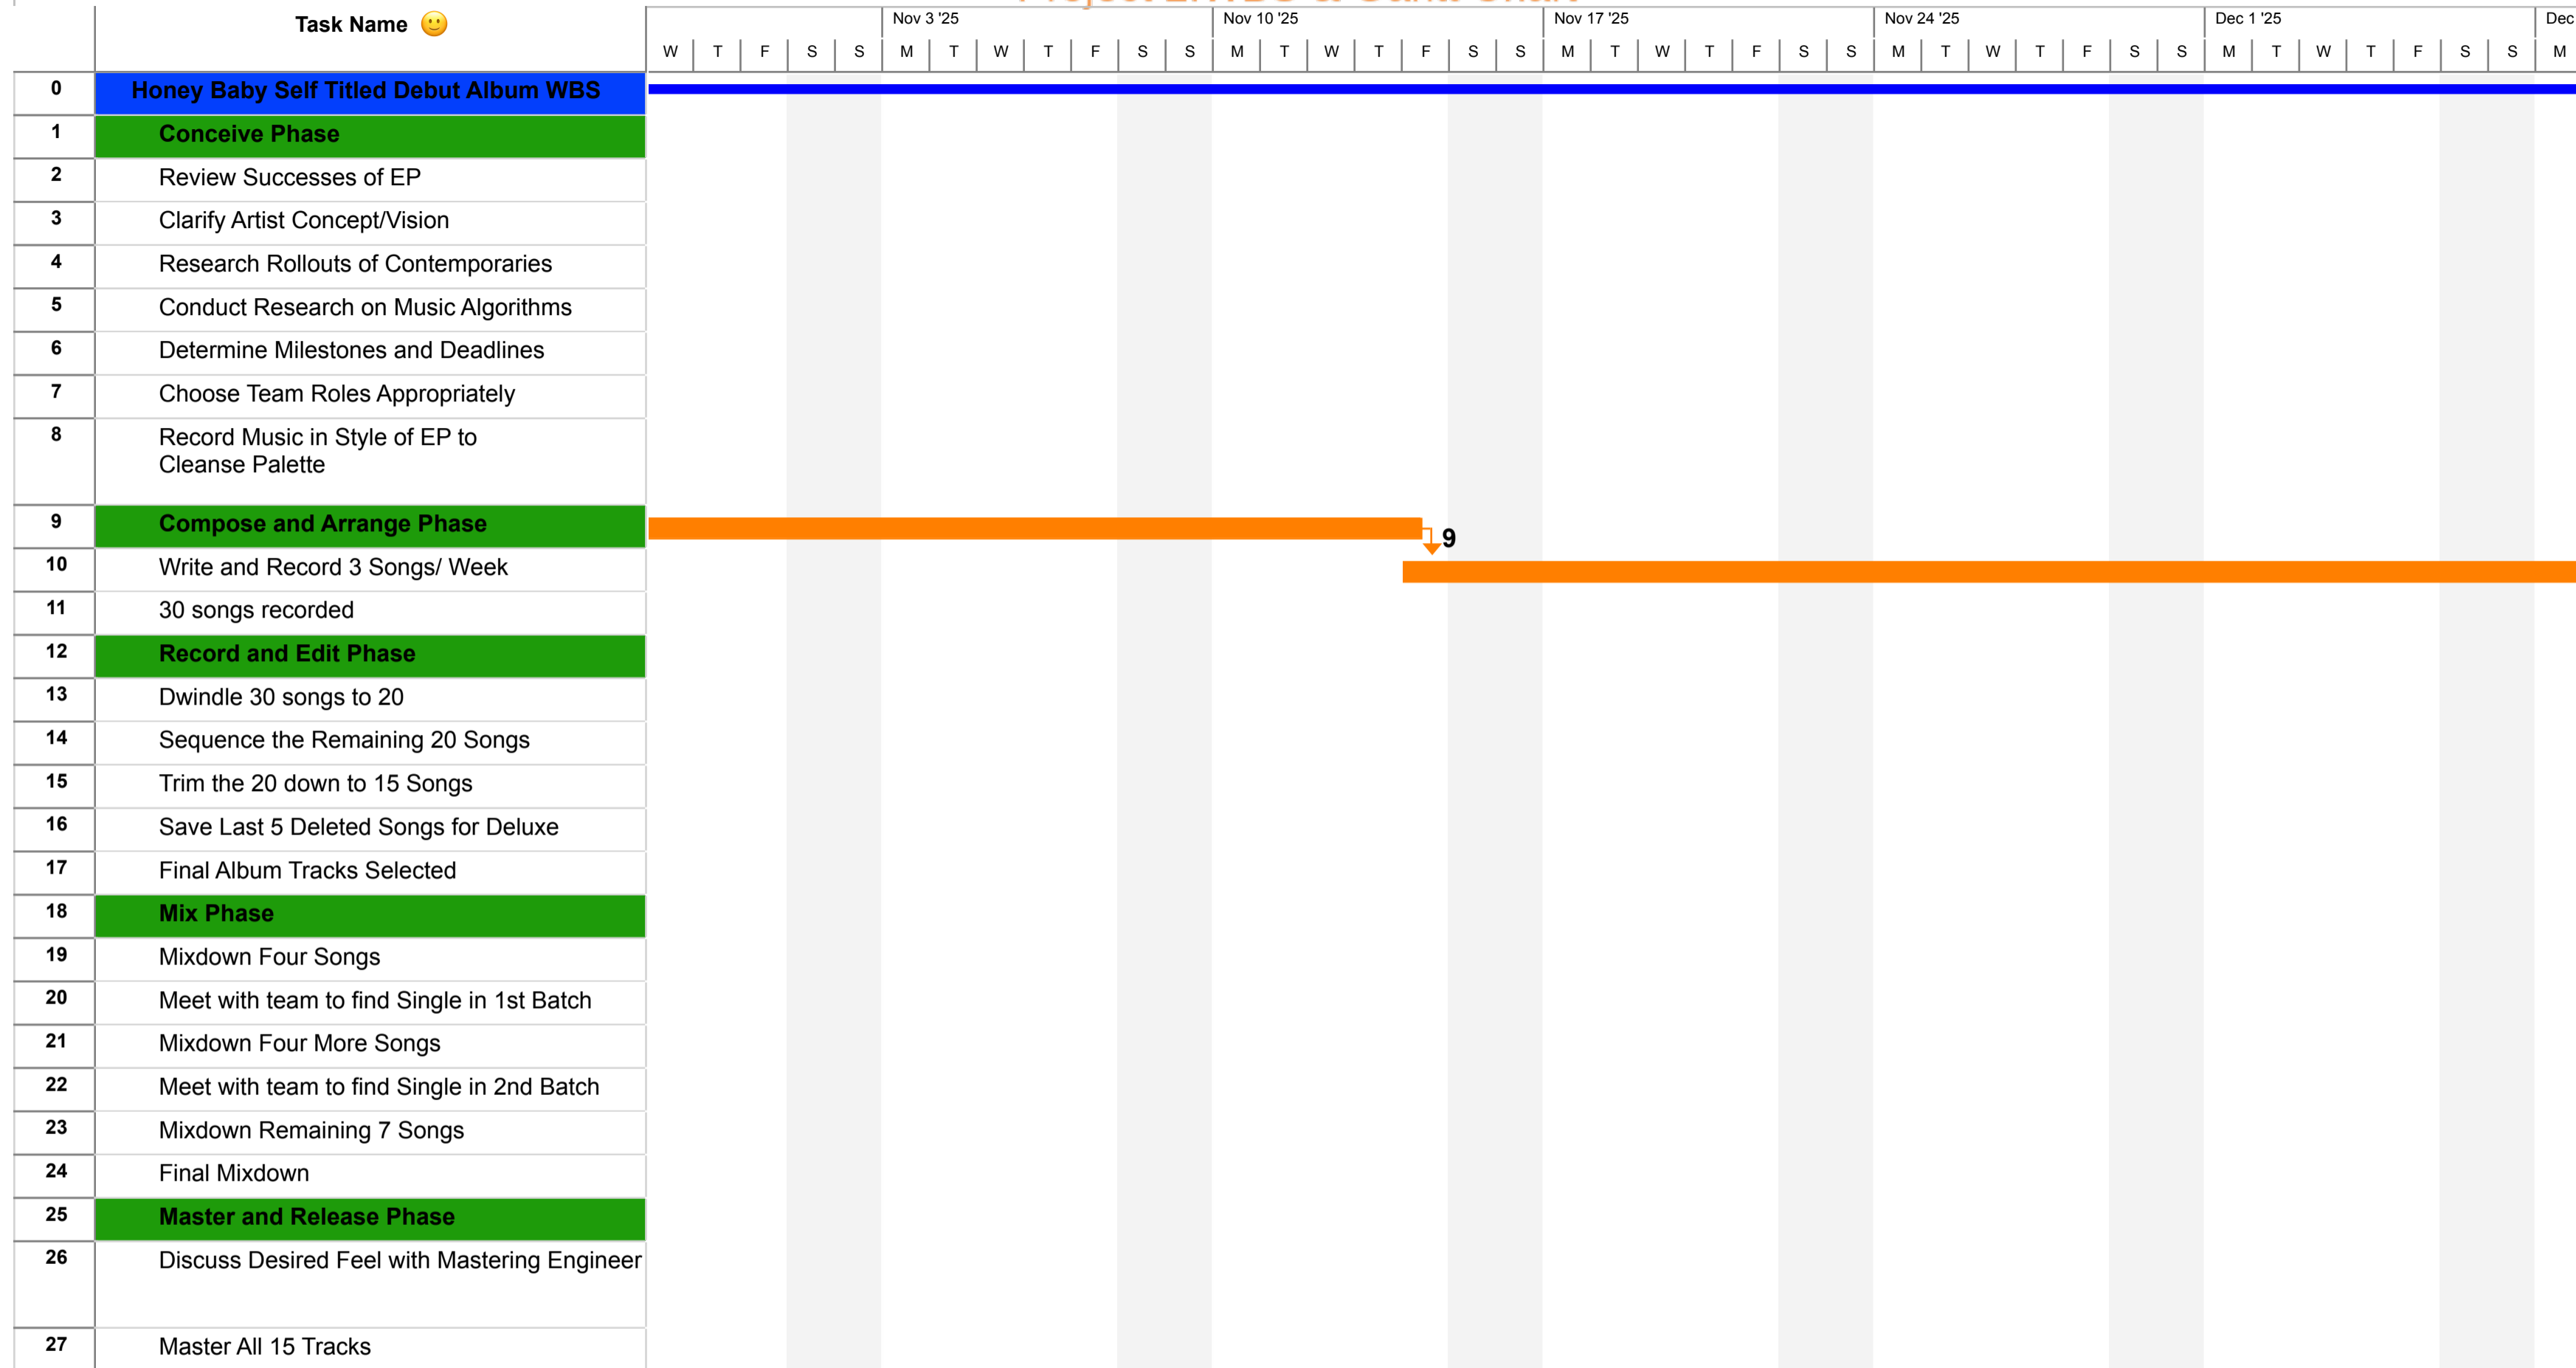 Task Name 🙂
Nov 3 '25 Nov 10 '25 Nov 17 '25 Nov 24 '25 Dec 1 '25 Dec
W T F S S M T W T F S S M T W T F S S M T W T F S S M T W T F S S M T W T F S S M
0 Honey Baby Self Titled Debut Album WBS
1 Conceive Phase
2 Review Successes of EP
3 Clarify Artist Concept/Vision
4 Research Rollouts of Contemporaries
5 Conduct Research on Music Algorithms
6 Determine Milestones and Deadlines
7 Choose Team Roles Appropriately
8 Record Music in Style of EP to
Cleanse Palette
9 Compose and Arrange Phase
9
10 Write and Record 3 Songs/ Week
11 30 songs recorded
12 Record and Edit Phase
13 Dwindle 30 songs to 20
14 Sequence the Remaining 20 Songs
15 Trim the 20 down to 15 Songs
16 Save Last 5 Deleted Songs for Deluxe
17 Final Album Tracks Selected
18 Mix Phase
19 Mixdown Four Songs
20 Meet with team to find Single in 1st Batch
21 Mixdown Four More Songs
22 Meet with team to find Single in 2nd Batch
23 Mixdown Remaining 7 Songs
24 Final Mixdown
25 Master and Release Phase
26 Discuss Desired Feel with Mastering Engineer
27 Master All 15 Tracks